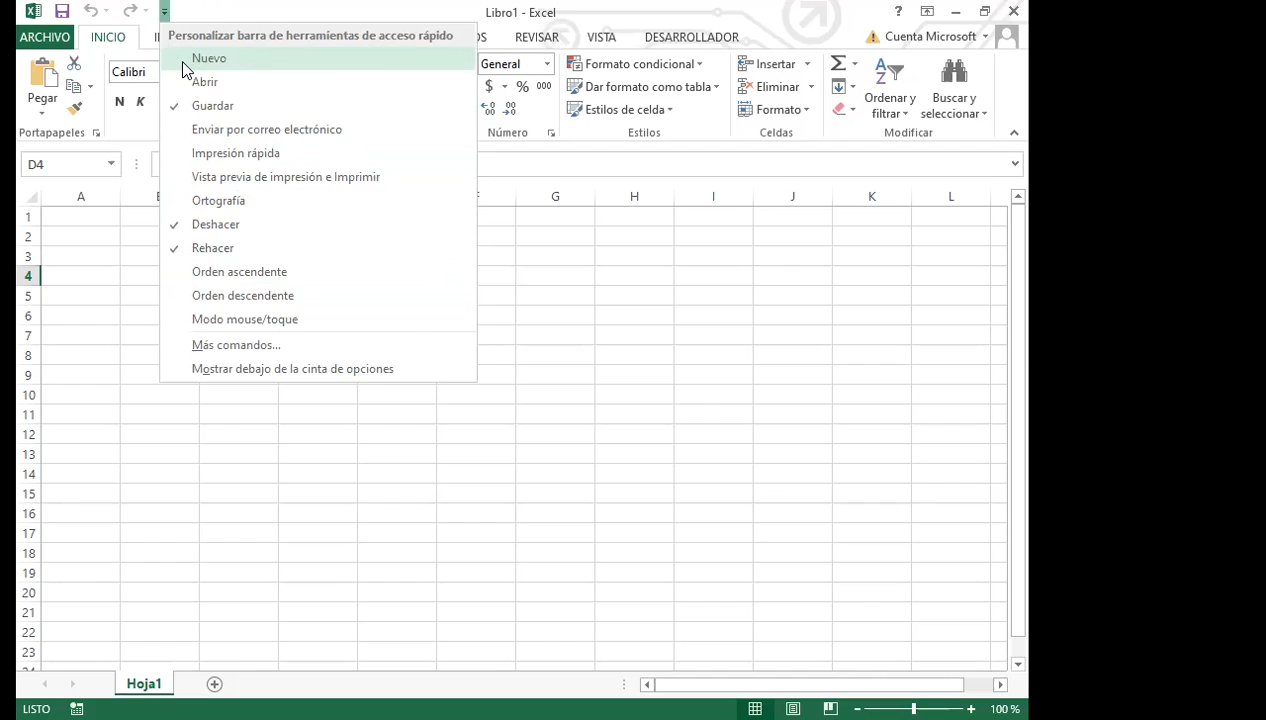 Libro1 - Excel
?
ARCHIVO
INICIO
OS
REVISAR
VISTA
DESARROLLADOR
Cuenta Microsoft
Personalizar barra de herramientas de acceso rápido
Nuevo
Abrir
Guardar
Enviar por correo electrónico
Impresión rápida
Vista previa de impresión e Imprimir
Ortografía
Deshacer
Rehacer
Orden ascendente
Orden descendente
Modo mouse/toque
Más comandos...
Mostrar debajo de la cinta de opciones
Pegar
Portapapeles
Calibri
N K
General
$ % 000
Número
Formato condicional
Dar formato como tabla
Estilos de celda
Estilos
Insertar
Eliminar
Formato
Celdas
Ordenar y
filtrar
Buscar y
seleccionar
Modificar
D4
A G H I J K L
1
2
3
4
5
6
7
8
9
10
11
12
13
14
15
16
17
18
19
20
21
22
23
Hoja1
LISTO
100 %